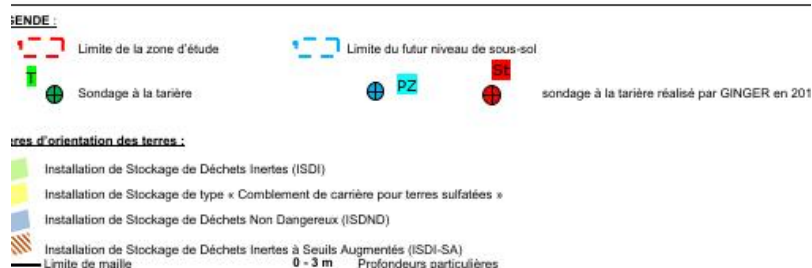 GENDE :
Limite de la zone d'étude Limite du futur niveau de sous-sol
T St
Sondage à la tarière PZ sondage à la tarière réalisé par GINGER en 201
ères d'orientation des terres :
Installation de Stockage de Déchets Inertes (ISDI)
Installation de Stockage de type « Comblement de carrière pour terres sulfatées »
Installation de Stockage de Déchets Non Dangereux (ISDND)
Installation de Stockage de Déchets Inertes à Seuils Augmentés (ISDI-SA)
Limite de maille 0 - 3 m Profondeurs particulières